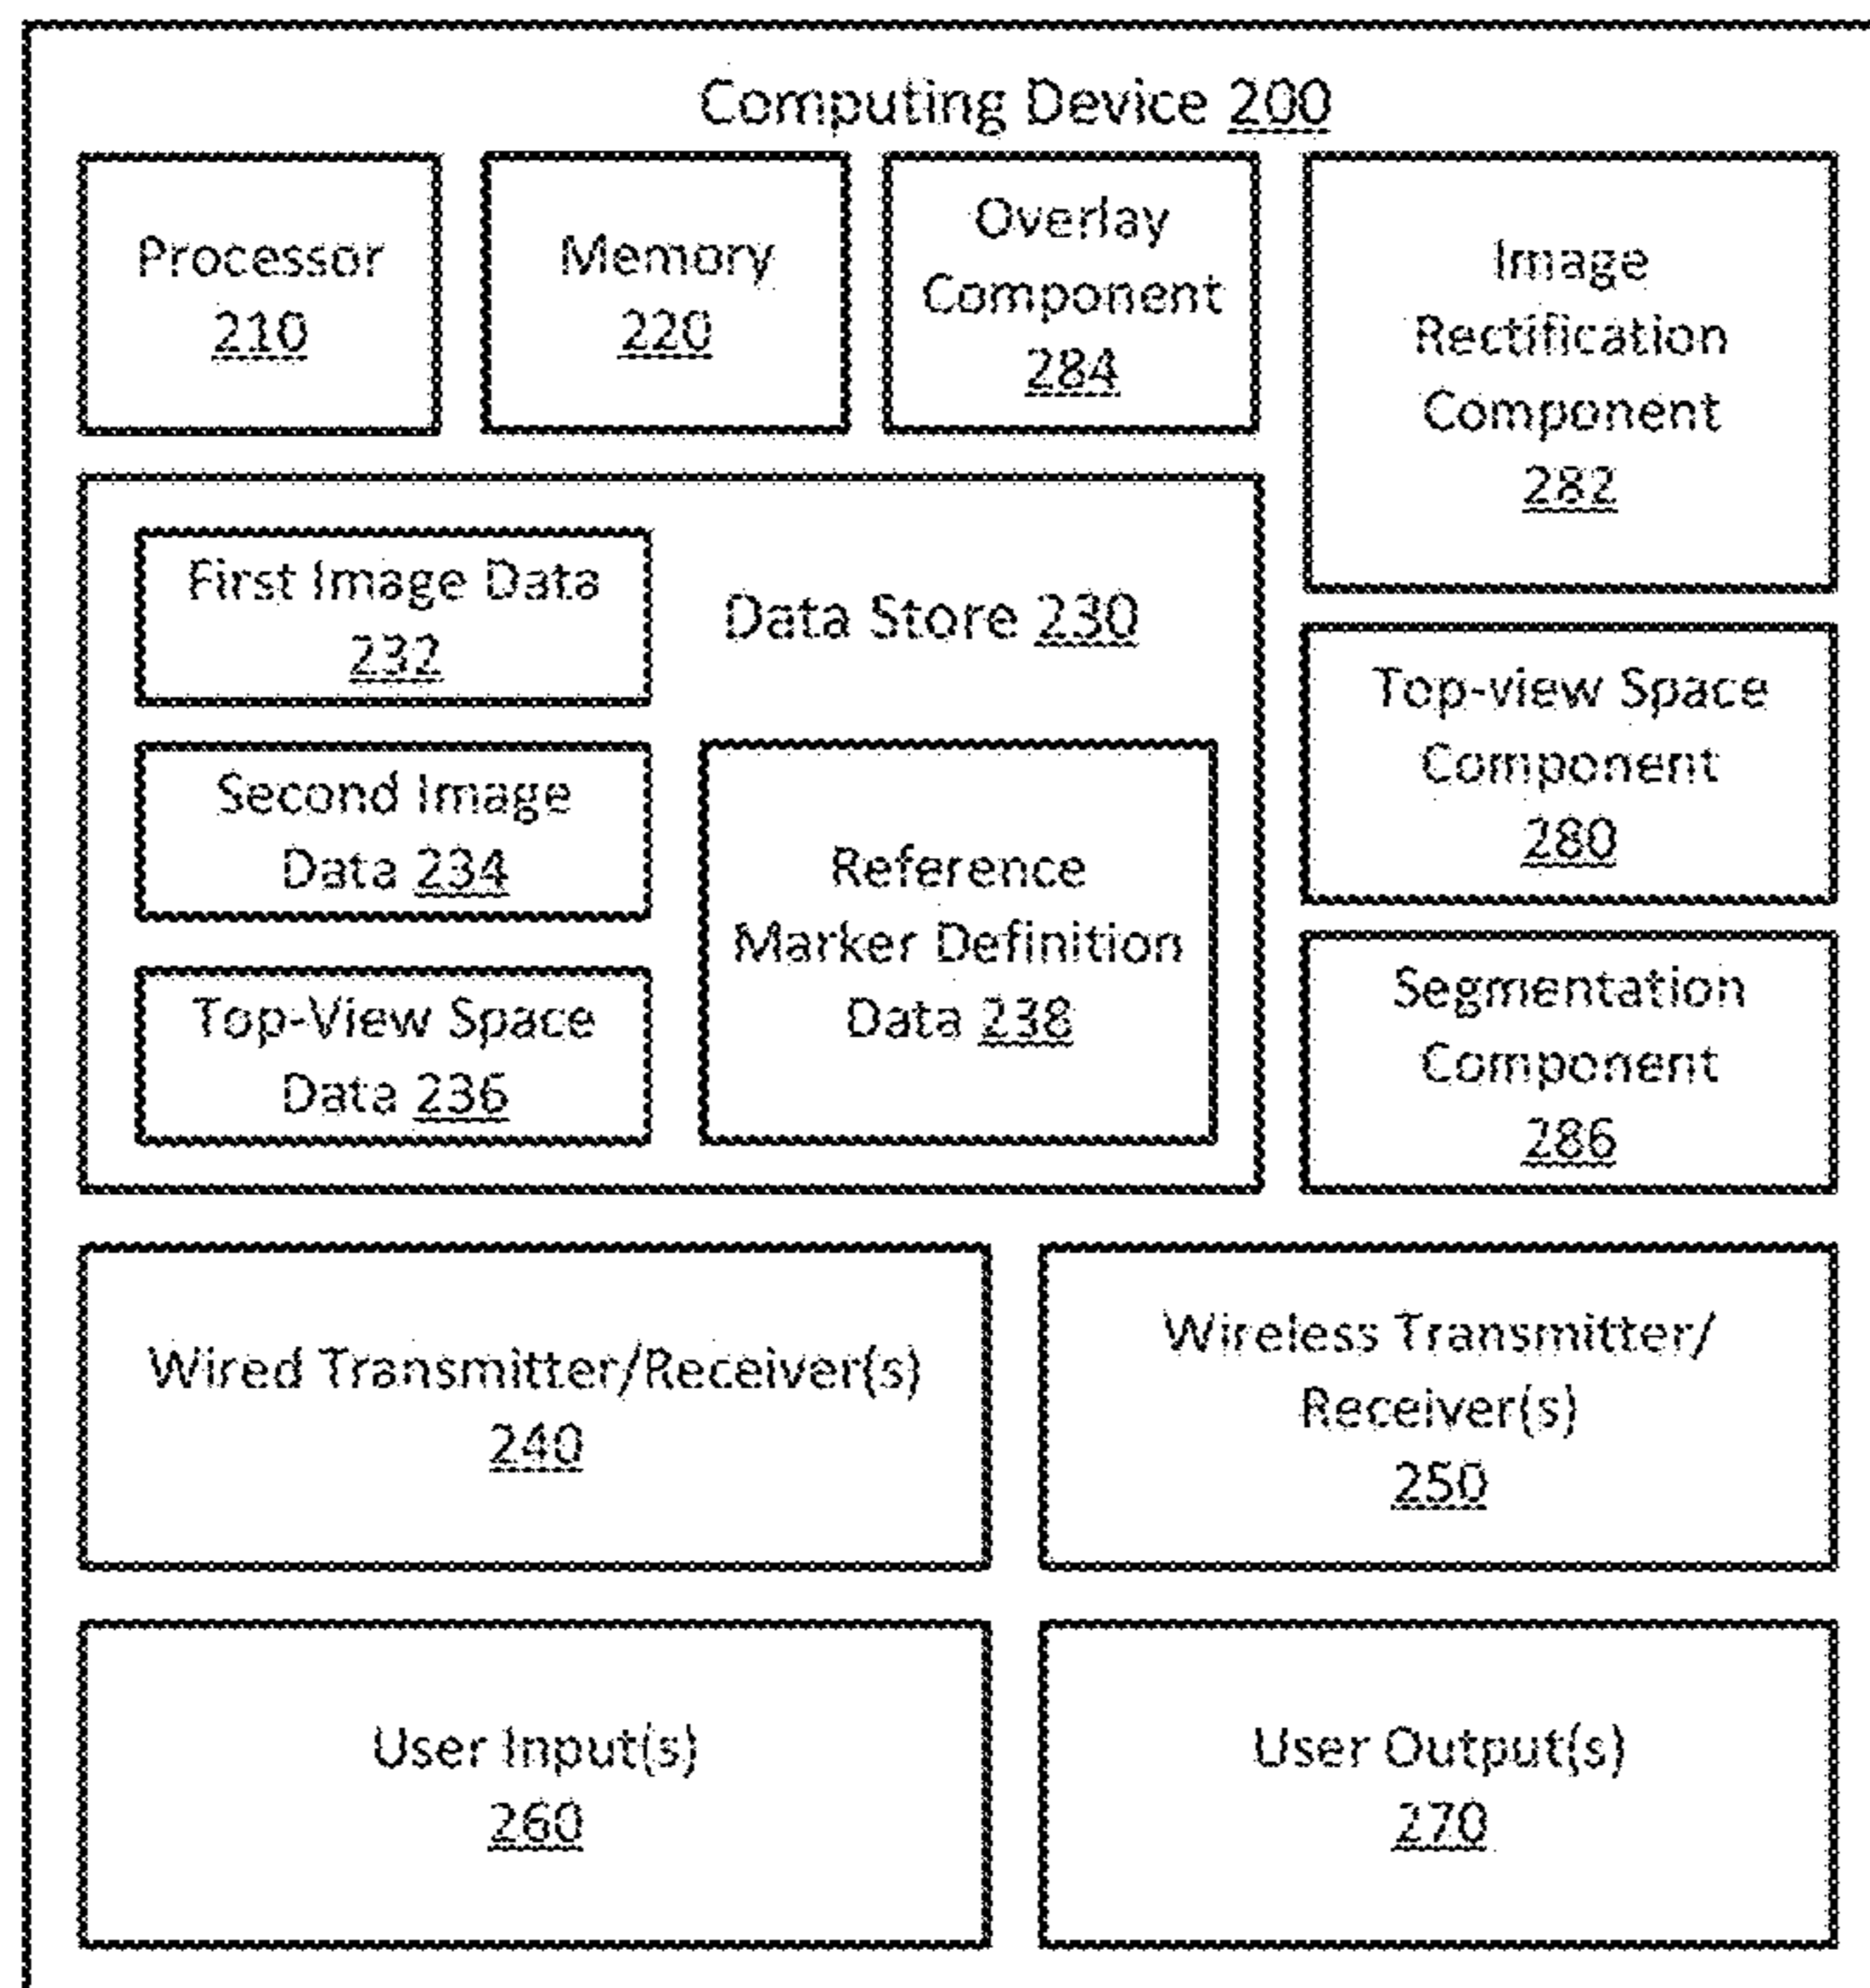 Computing Device 200
Processor
210
Memory
220
Overlay
Component
284
Image
Rectification
Component
282
First Image Data
232
Data Store 230
Second Image
Data 234
Top-View Space
Data 236
Reference
Marker Definition
Data 238
Top-view Space
Component
280
Segmentation
Component
286
Wired Transmitter/Receiver(s)
240
Wireless Transmitter/
Receiver(s)
250
User Input(s)
260
User Output(s)
270